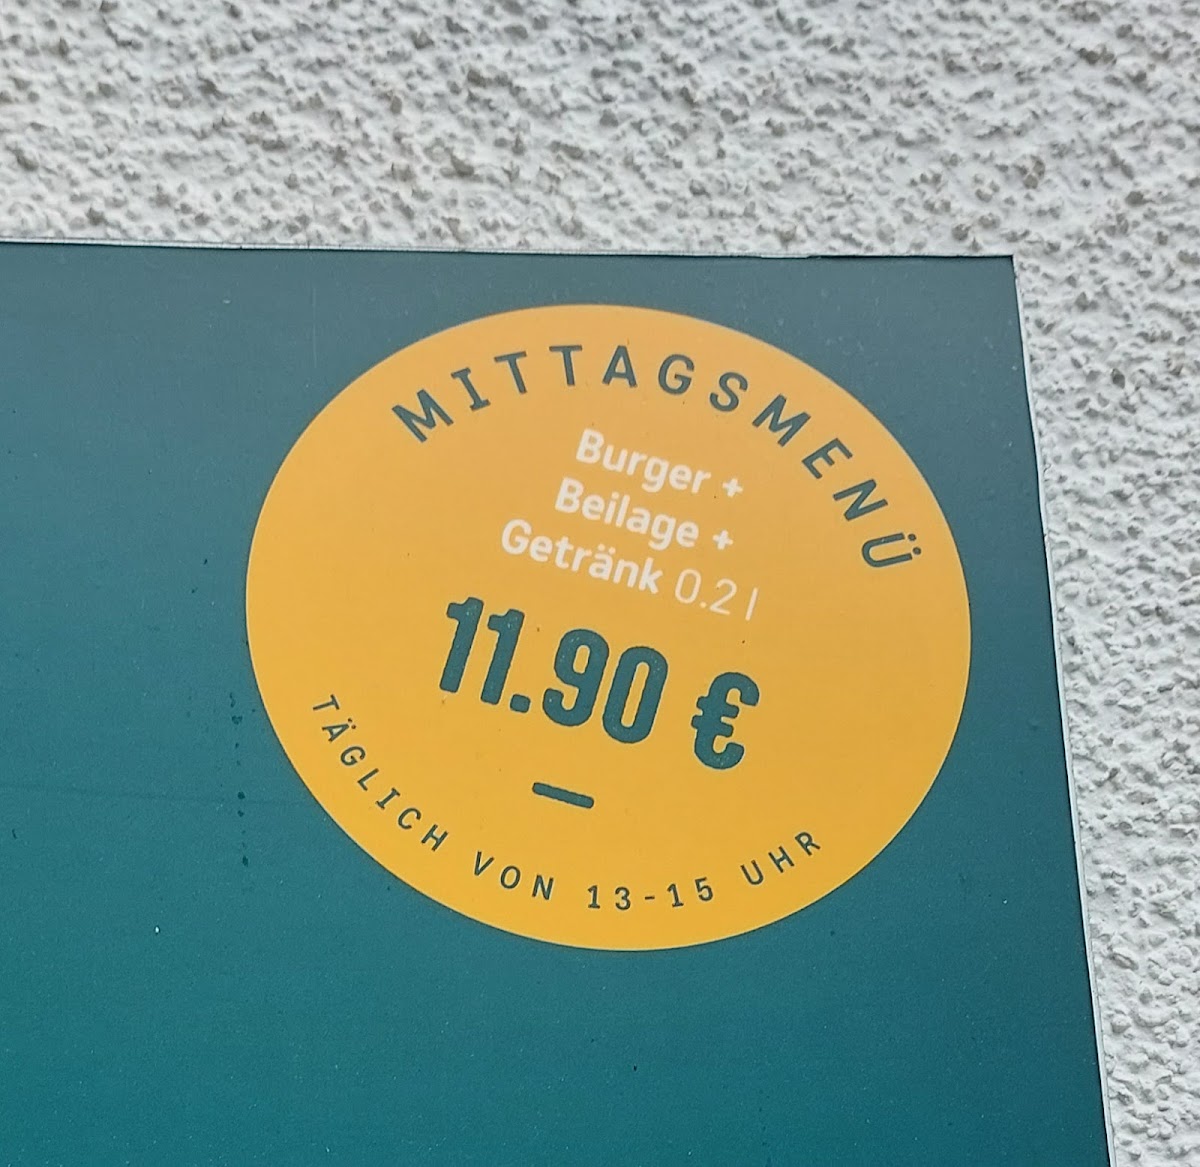 MITTAGSMENÜ
Burger +
Beilage +
Getränk 0.2 l
11.90 €
TÄGLICH VON 13-15 UHR